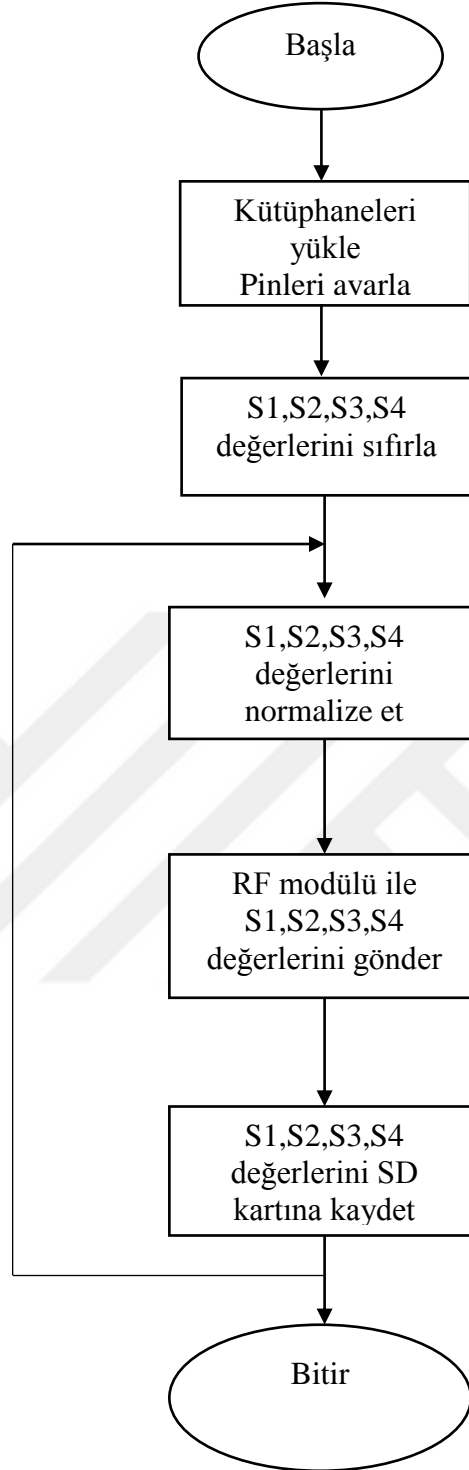 Başla
Kütüphaneleri
yükle
Pinleri avarla
S1,S2,S3,S4
değerlerini sıfırla
S1,S2,S3,S4
değerlerini
normalize et
RF modülü ile
S1,S2,S3,S4
değerlerini gönder
S1,S2,S3,S4
değerlerini SD
kartına kaydet
Bitir